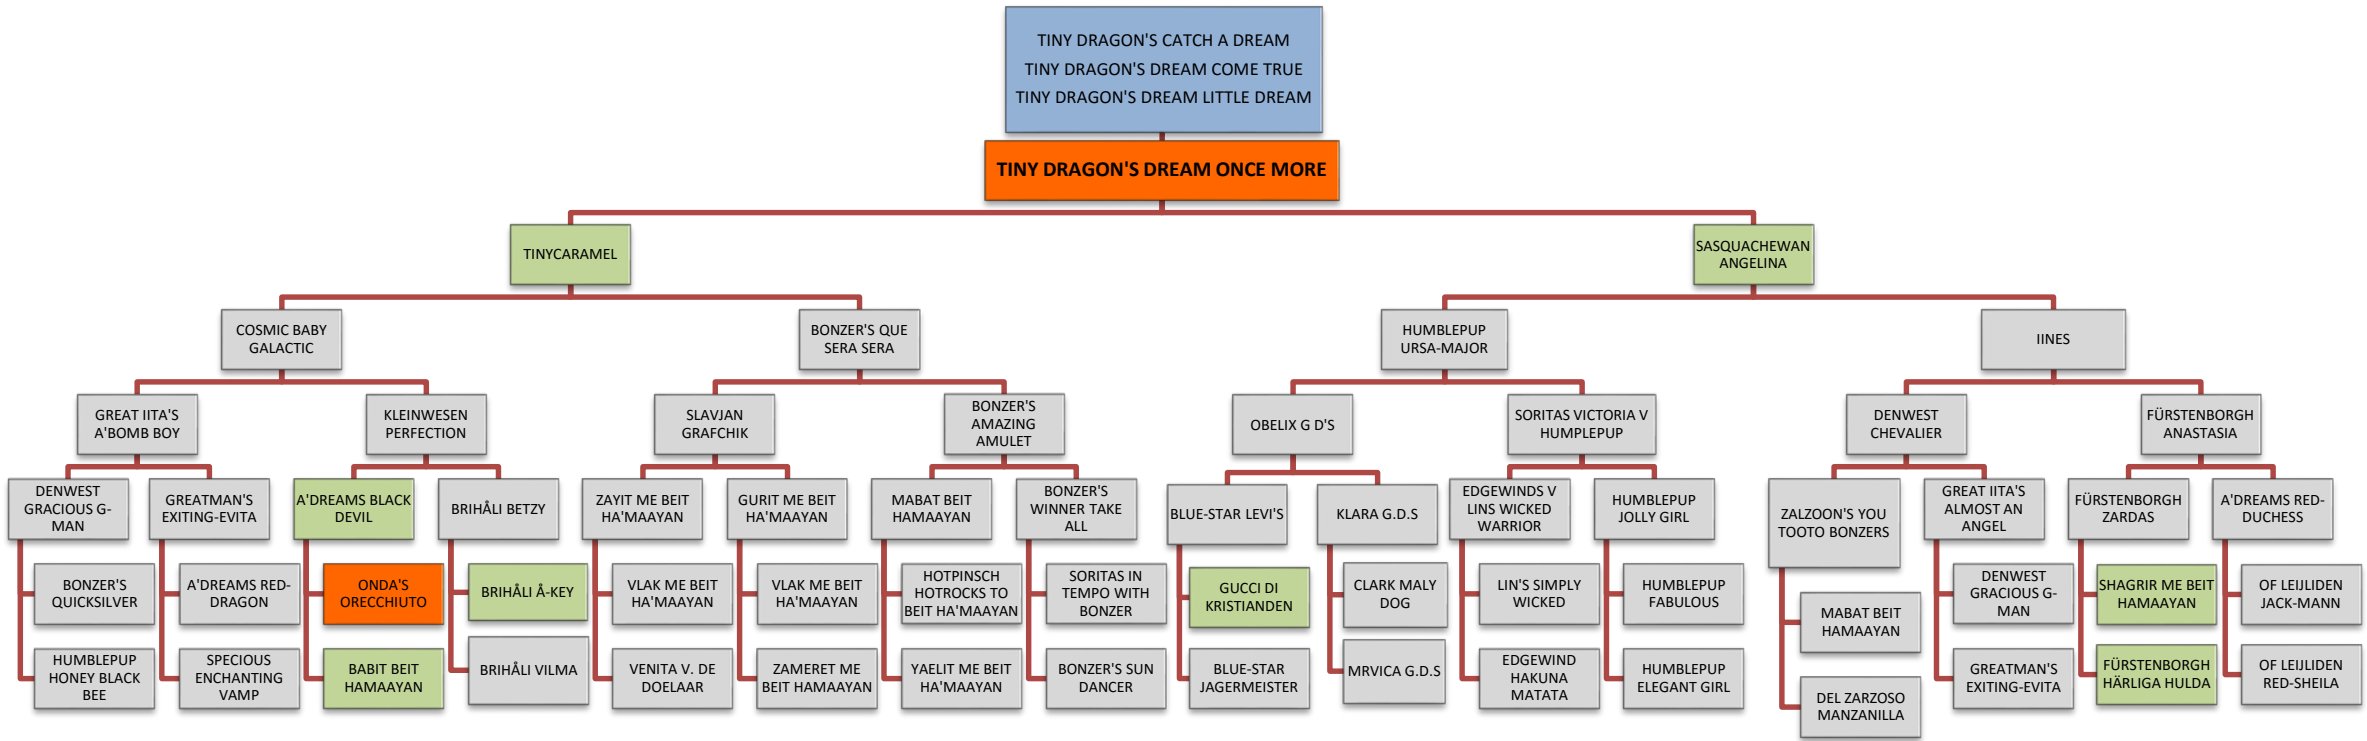 TINY DRAGON'S CATCH A DREAM
TINY DRAGON'S DREAM COME TRUE
TINY DRAGON'S DREAM LITTLE DREAM
TINY DRAGON'S DREAM ONCE MORE
TINYCARAMEL
SASQUACHEWAN
ANGELINA
COSMIC BABY
GALACTIC
BONZER'S QUE
SERA SERA
HUMBLEPUP
URSA-MAJOR
IINES
GREAT IITA'S
A'BOMB BOY
KLEINWESEN
PERFECTION
SLAVJAN
GRAFCHIK
BONZER'S
AMAZING
AMULET
OBELIX G D'S
SORITAS VICTORIA V
HUMPLEPUP
DENWEST
CHEVALIER
FÜRSTENBORGH
ANASTASIA
DENWEST
GRACIOUS G-
MAN
GREATMAN'S
EXITING-EVITA
A'DREAMS BLACK
DEVIL
BRIHÅLI BETZY
ZAYIT ME BEIT
HA'MAAYAN
GURIT ME BEIT
HA'MAAYAN
MABAT BEIT
HAMAAYAN
BONZER'S
WINNER TAKE
ALL
BLUE-STAR LEVI'S
KLARA G.D.S
EDGEWINDS V
LINS WICKED
WARRIOR
HUMBLEPUP
JOLLY GIRL
ZALZOON'S YOU
TOOTO BONZERS
GREAT IITA'S
ALMOST AN
ANGEL
FÜRSTENBORGH
ZARDAS
A'DREAMS RED-
DUCHESS
BONZER'S
QUICKSILVER
A'DREAMS RED-
DRAGON
ONDA'S
ORECCHIUTO
BRIHÅLI Å-KEY
VLAK ME BEIT
HA'MAAYAN
VLAK ME BEIT
HA'MAAYAN
HOTPINSCH
HOTROCKS TO
BEIT HA'MAAYAN
SORITAS IN
TEMPO WITH
BONZER
GUCCI DI
KRISTIANDEN
CLARK MALY
DOG
LIN'S SIMPLY
WICKED
HUMBLEPUP
FABULOUS
MABAT BEIT
HAMAAYAN
DENWEST
GRACIOUS G-
MAN
SHAGRIR ME BEIT
HAMAAYAN
OF LEIJLIDEN
JACK-MANN
HUMBLEPUP
HONEY BLACK
BEE
SPECIOUS
ENCHANTING
VAMP
BABIT BEIT
HAMAAYAN
BRIHÅLI VILMA
VENITA V. DE
DOELAAR
ZAMERET ME
BEIT HAMAAYAN
YAELIT ME BEIT
HA'MAAYAN
BONZER'S SUN
DANCER
BLUE-STAR
JAGERMEISTER
MRVICA G.D.S
EDGEWIND
HAKUNA
MATATA
HUMBLEPUP
ELEGANT GIRL
DEL ZARZOSO
MANZANILLA
GREATMAN'S
EXITING-EVITA
FÜRSTENBORGH
HÄRLIGA HULDA
OF LEIJLIDEN
RED-SHEILA